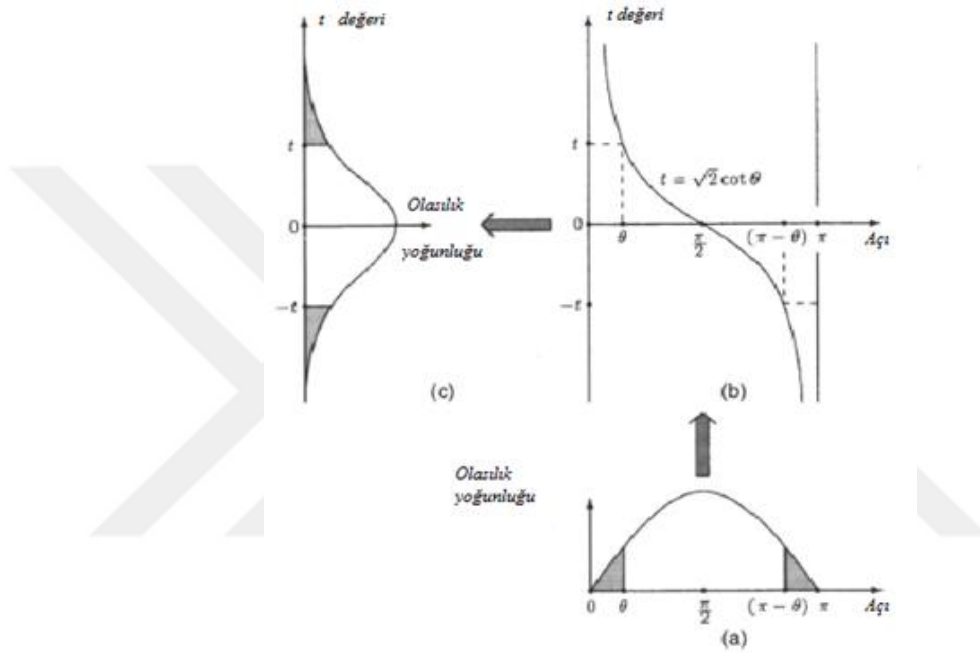 t değeri
t
0
−t
Olasılık
yoğunluğu
(c)
t değeri
t
0
−t
t = √2 cot θ
θ
π/2
(π − θ) π
Açı
(b)
Olasılık
yoğunluğu
0
θ
π/2
(π − θ) π
Açı
(a)